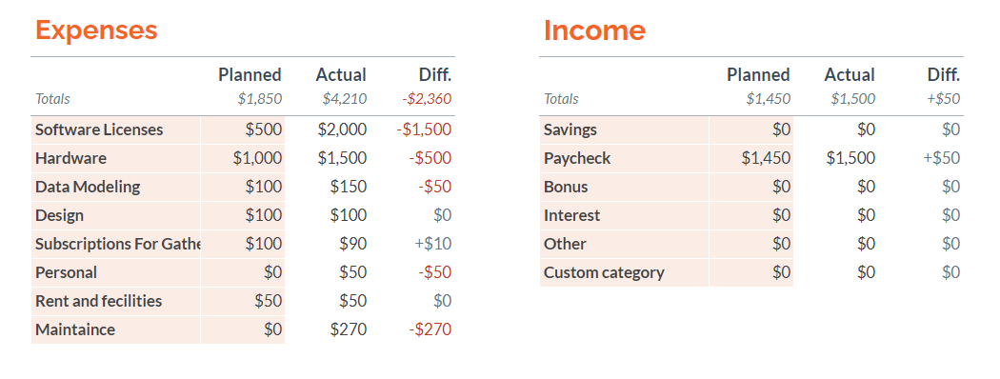 Expenses
Planned Actual Diff.
Totals $1,850 $4,210 -$2,360
Software Licenses $500 $2,000 -$1,500
Hardware $1,000 $1,500 -$500
Data Modeling $100 $150 -$50
Design $100 $100 $0
Subscriptions For Gathe $100 $90 +$10
Personal $0 $50 -$50
Rent and fecilities $50 $50 $0
Maintaince $0 $270 -$270
Income
Planned Actual Diff.
Totals $1,450 $1,500 +$50
Savings $0 $0 $0
Paycheck $1,450 $1,500 +$50
Bonus $0 $0 $0
Interest $0 $0 $0
Other $0 $0 $0
Custom category $0 $0 $0